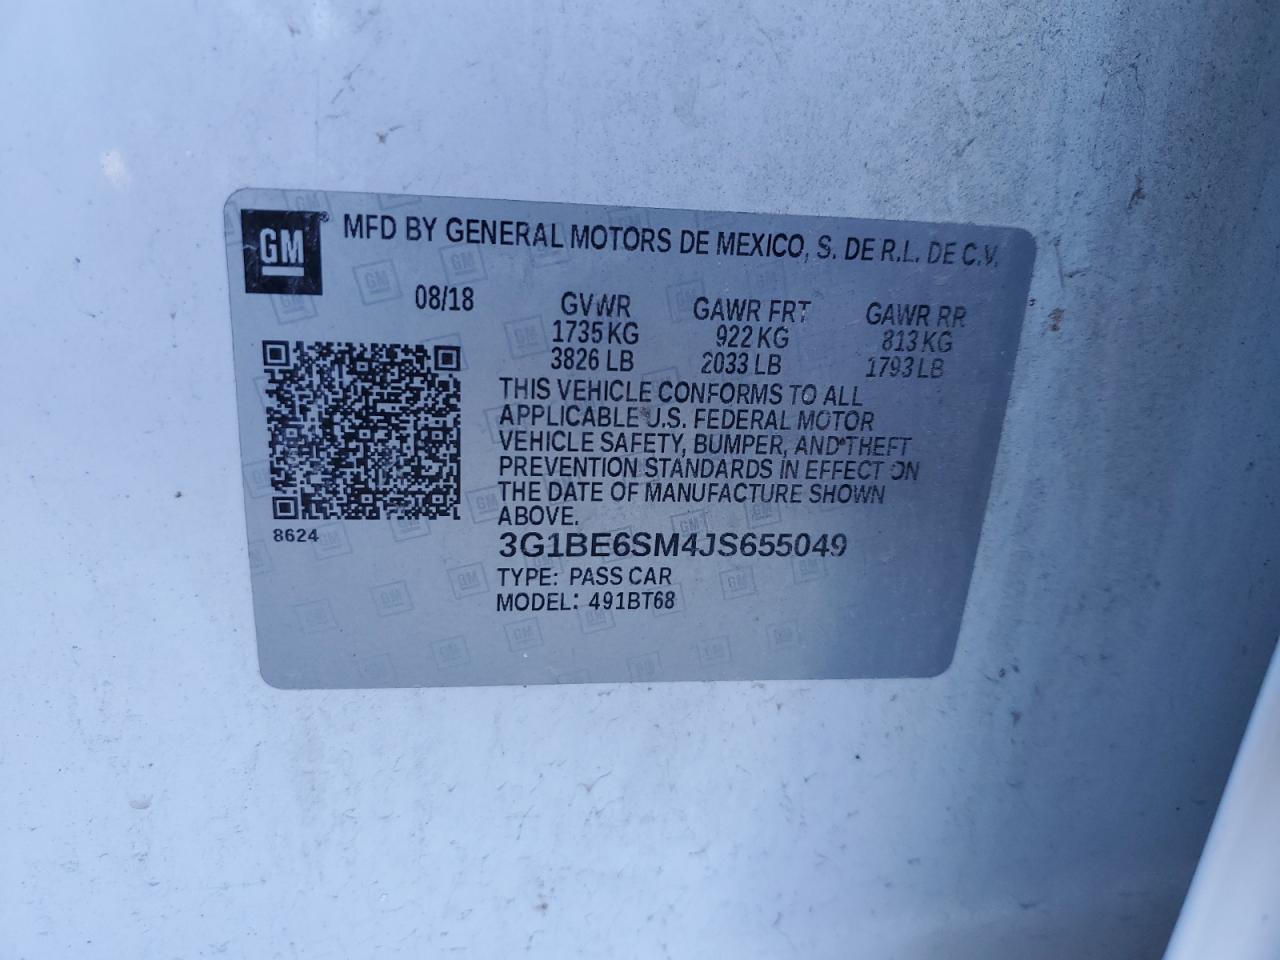 GM
MFD BY GENERAL MOTORS DE MEXICO, S. DE R.L. DE C.V.
08/18
GVWR
1735 KG
3826 LB
GAWR FRT
922 KG
2033 LB
GAWR RR
813 KG
1793 LB
THIS VEHICLE CONFORMS TO ALL
APPLICABLE U.S. FEDERAL MOTOR
VEHICLE SAFETY, BUMPER, AND THEFT
PREVENTION STANDARDS IN EFFECT ON
THE DATE OF MANUFACTURE SHOWN
ABOVE.
8624
3G1BE6SM4JS655049
TYPE: PASS CAR
MODEL: 491BT68